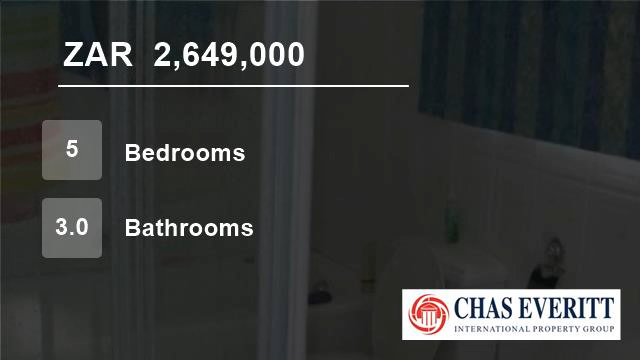 ZAR 2,649,000
5 Bedrooms
3.0 Bathrooms
CHAS EVERITT
INTERNATIONAL PROPERTY GROUP